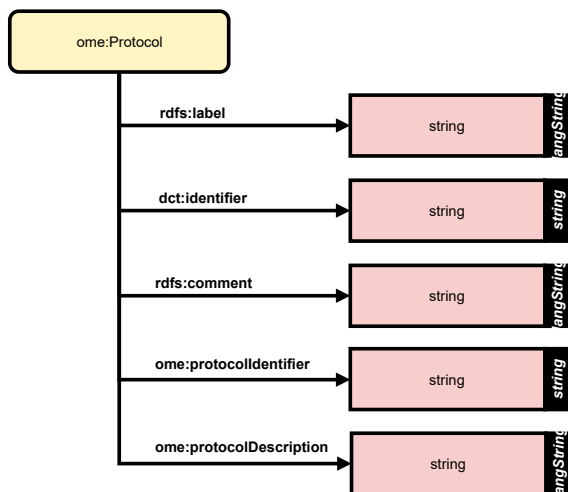 ome:Protocol
rdfs:label
string
langString
dct:identifier
string
string
rdfs:comment
string
langString
ome:protocolIdentifier
string
string
ome:protocolDescription
string
langString